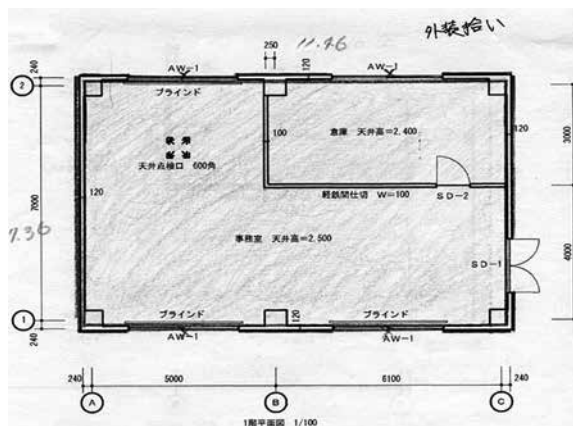 外装拾い
11.46
250
240
120
AW-1
AW-1
2
ブラインド
3000
100
倉庫 天井高=2.400
120
天井点検口 600角
120
軽鉄間仕切 W=100
SD-2
7000
7.36
事務室 天井高=2.500
SD-1
4000
ブラインド
ブラインド
1
120
240
AW-1
AW-1
240
5000
6100
240
A
B
C
1階平面図 1/100